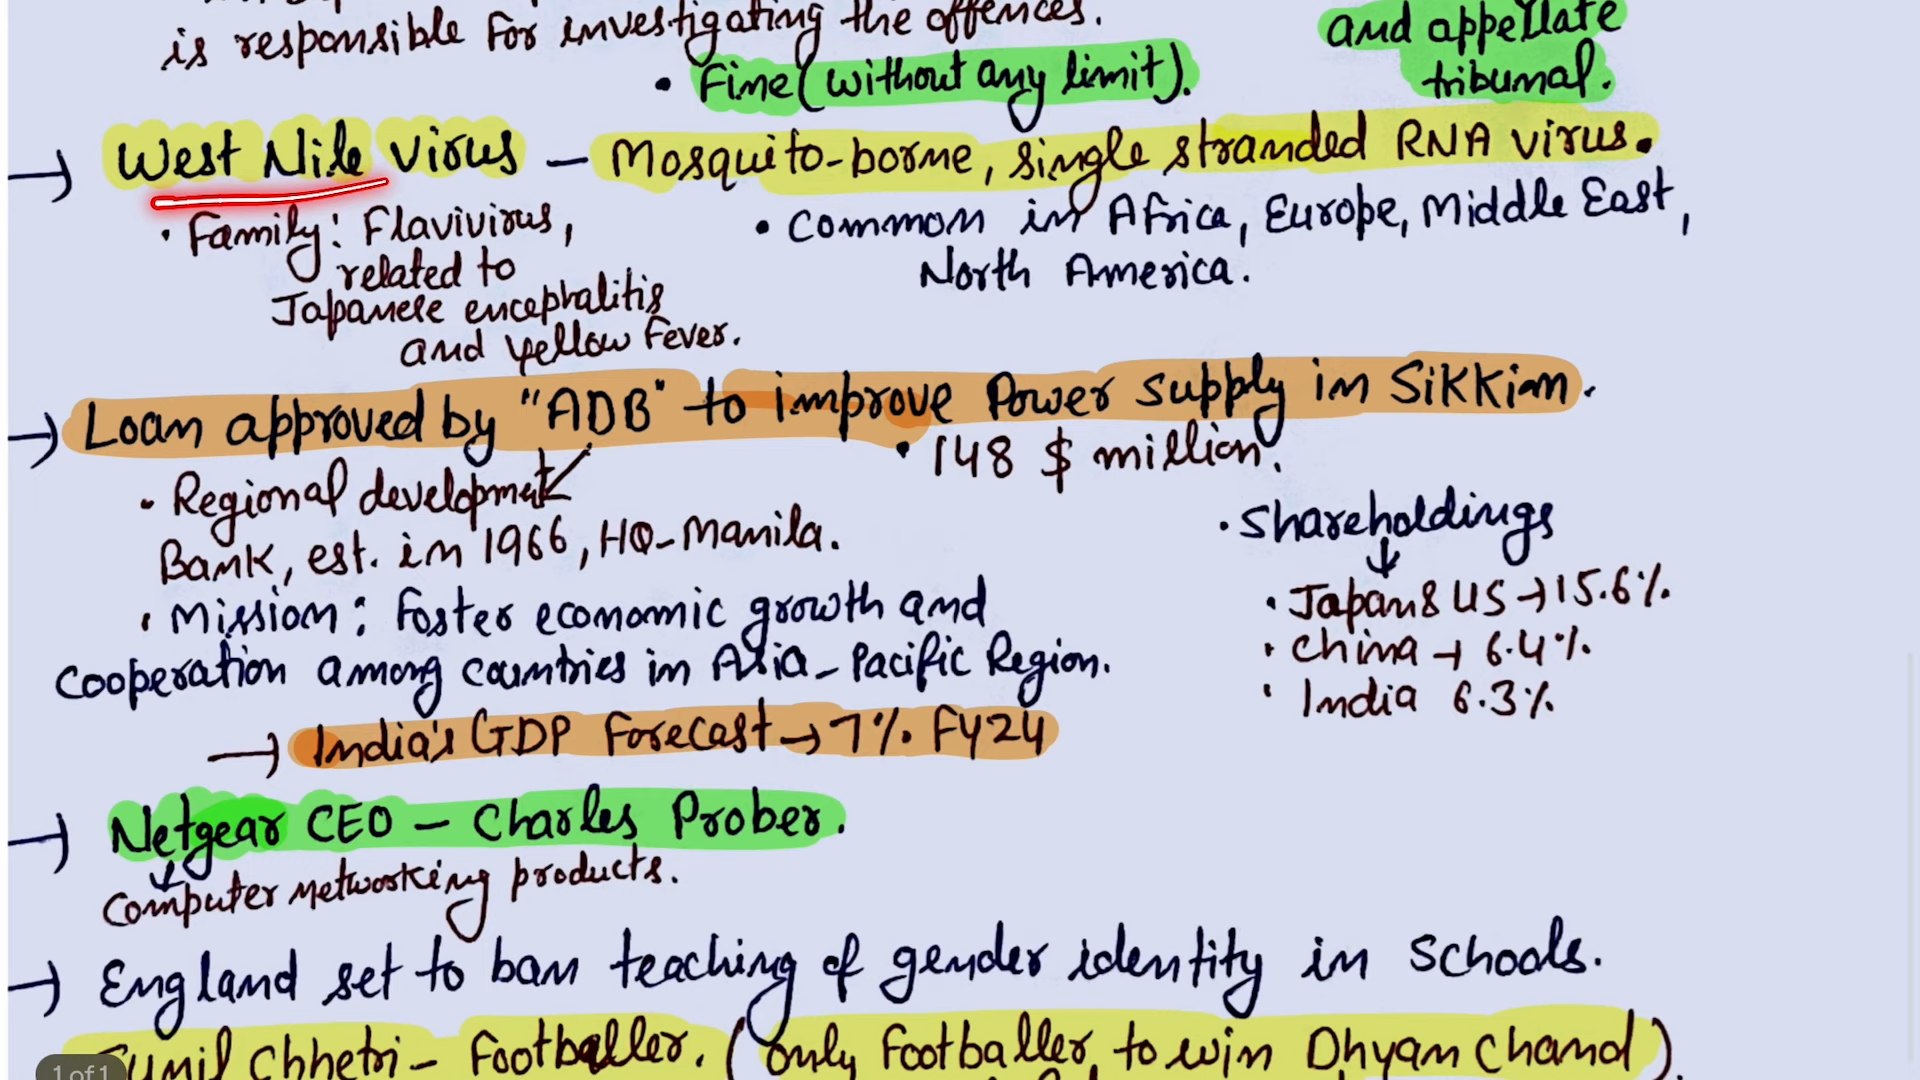 is responsible for investigating the offences.
and appellate
tribunal.
• Fine (without any limit).
→ West Nile Virus – Mosquito-borne, single stranded RNA virus.
• Family: Flavivirus,
related to
Japanese encephalitis
and yellow Fever.
• Common in Africa, Europe, Middle East,
North America.
→ Loan approved by "ADB" to improve Power supply in Sikkim.
• 148 $ million.
• Regional development
Bank, est. in 1966, HQ-Manila.
• Mission: Foster economic growth and
cooperation among countries in Asia-Pacific Region.
• Shareholdings
↓
• Japan & US → 15.6%.
• China → 6.4%.
• India 6.3%.
→ India's GDP Forecast → 7% FY24
→ Netgear CEO – Charles Prober.
↓
Computer networking products.
→ England set to ban teaching of gender identity in Schools.
Sunil Chhetri – Footballer. (only Footballer to win Dhyan Chand)
1 of 1